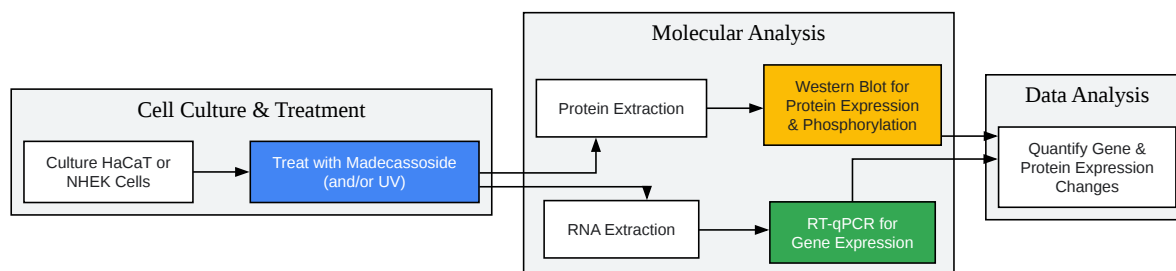 Cell Culture & Treatment
Culture HaCaT or
NHEK Cells
Treat with Madecassoside
(and/or UV)
Molecular Analysis
Protein Extraction
Western Blot for
Protein Expression
& Phosphorylation
RNA Extraction
RT-qPCR for
Gene Expression
Data Analysis
Quantify Gene &
Protein Expression
Changes